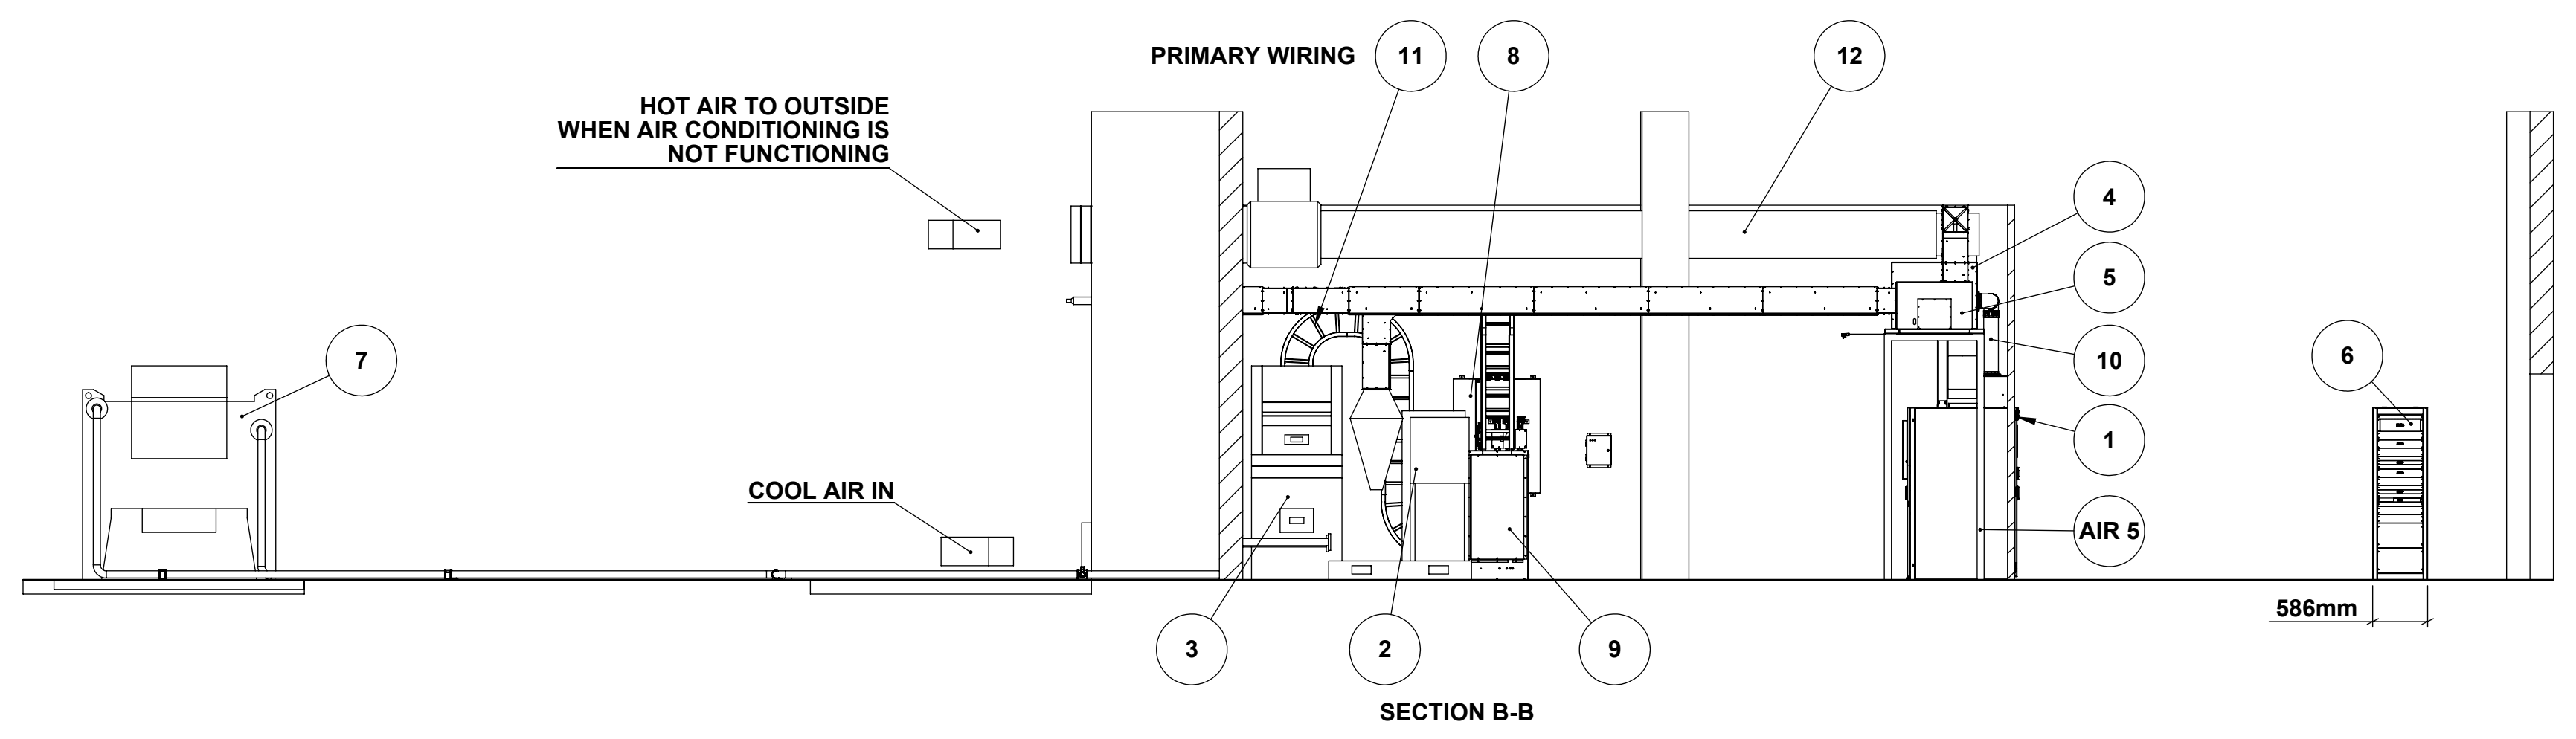 PRIMARY WIRING 11 8 12
HOT AIR TO OUTSIDE
WHEN AIR CONDITIONING IS
NOT FUNCTIONING
4
5
7
10
6
1
COOL AIR IN
AIR 5
586mm
3 2 9
SECTION B-B